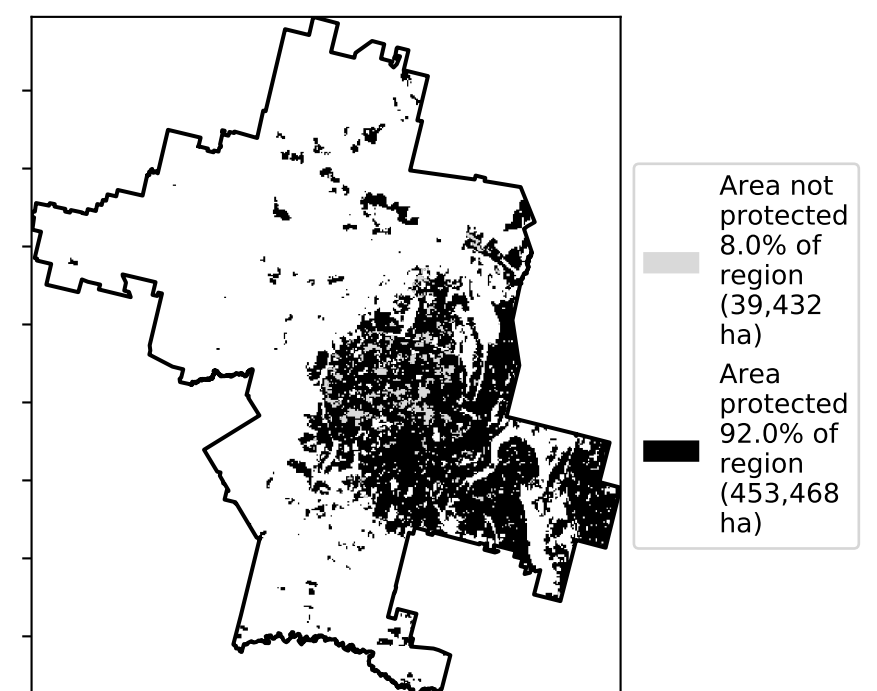 Area not
protected
8.0% of
region
(39,432
ha)
Area
protected
92.0% of
region
(453,468
ha)